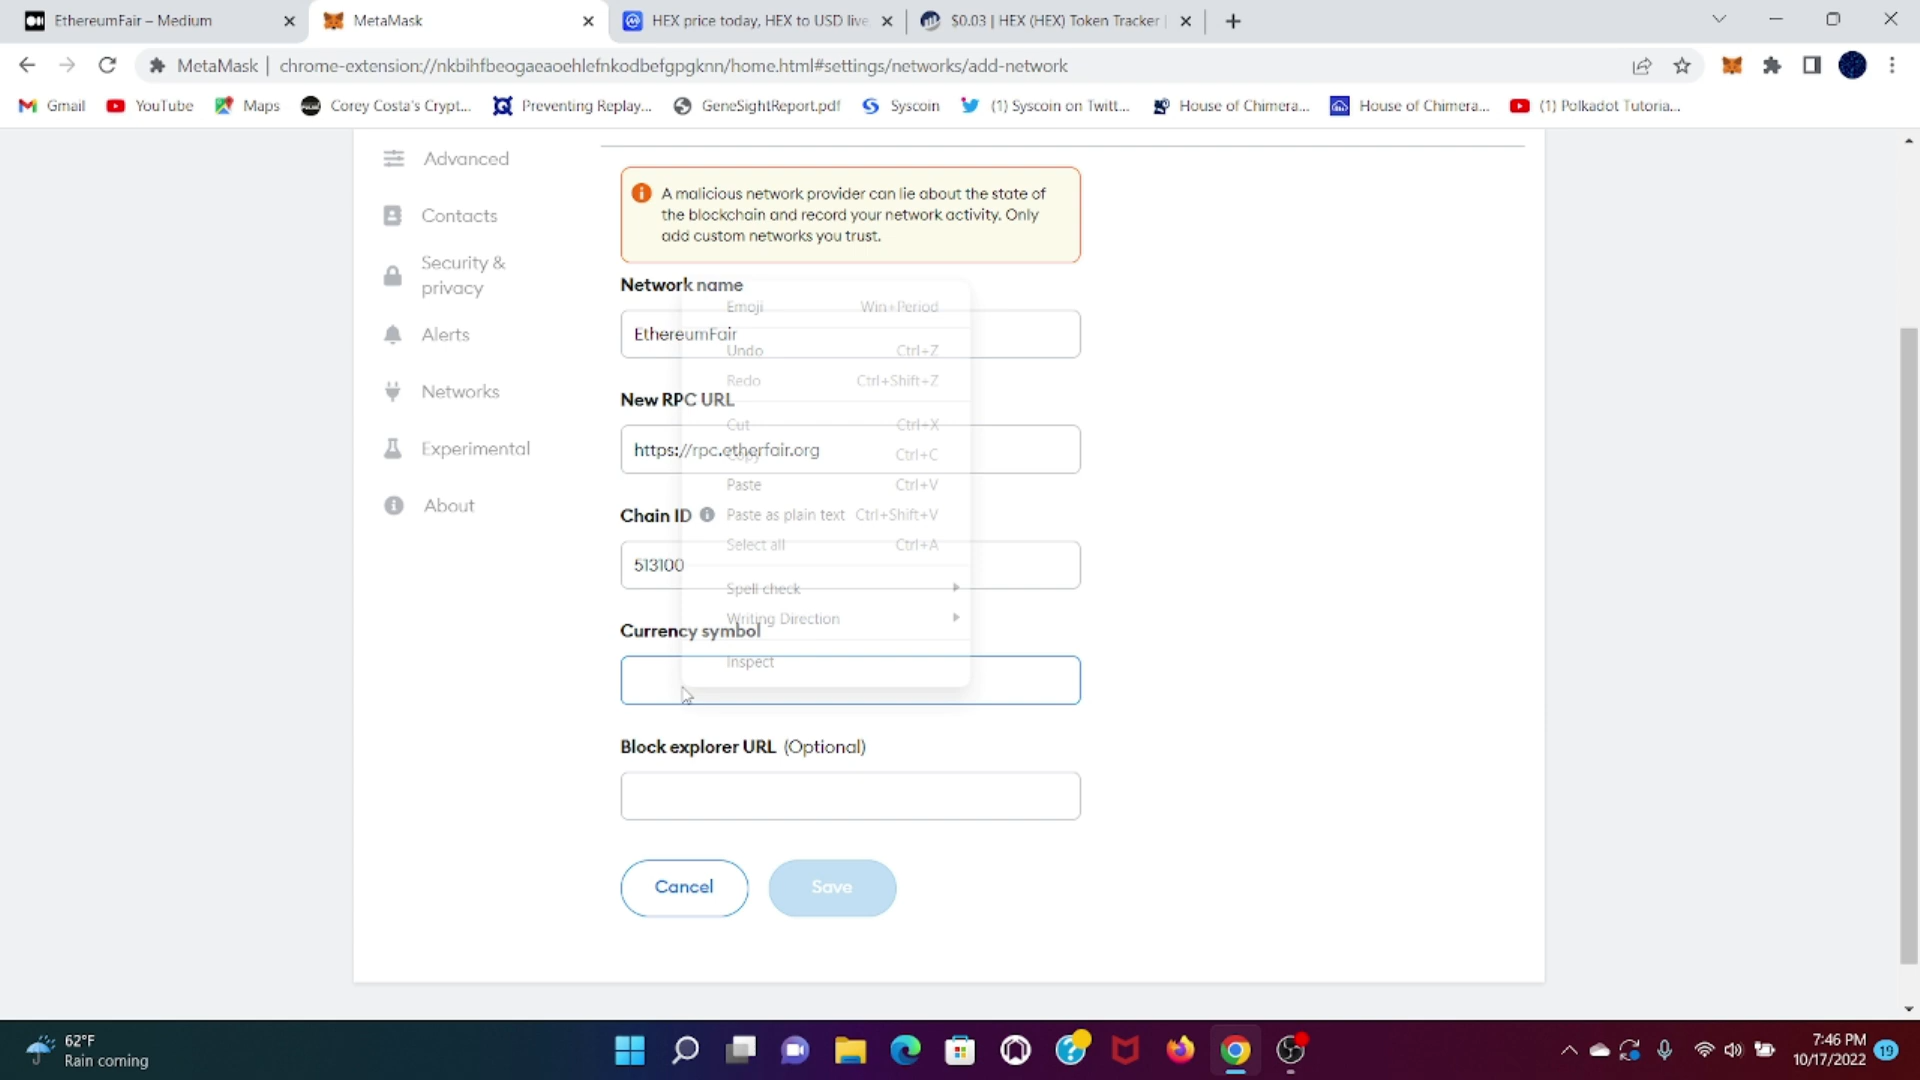 EthereumFair – Medium
MetaMask
HEX price today, HEX to USD live,
$0.03 | HEX (HEX) Token Tracker |
MetaMask | chrome-extension://nkbihfbeogaeaoehlefnkodbefgpgknn/home.html#settings/networks/add-network
Gmail
YouTube
Maps
Corey Costa's Crypt...
Preventing Replay...
GeneSightReport.pdf
Syscoin
(1) Syscoin on Twitt...
House of Chimera...
House of Chimera...
(1) Polkadot Tutoria...
Advanced
Contacts
Security &
privacy
Alerts
Networks
Experimental
About
A malicious network provider can lie about the state of
the blockchain and record your network activity. Only
add custom networks you trust.
Network name
EthereumFair
New RPC URL
https://rpc.etherfair.org
Chain ID
513100
Currency symbol
Block explorer URL (Optional)
Cancel
Save
Emoji Win+Period
Undo Ctrl+Z
Redo Ctrl+Shift+Z
Cut Ctrl+X
Copy Ctrl+C
Paste Ctrl+V
Paste as plain text Ctrl+Shift+V
Select all Ctrl+A
Spell check
Writing Direction
Inspect
62°F
Rain coming
7:46 PM
10/17/2022
19